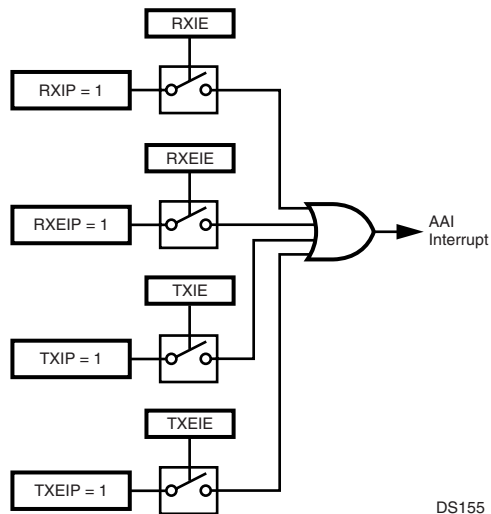 RXIE
RXIP = 1
RXEIE
RXEIP = 1
AAI
Interrupt
TXIE
TXIP = 1
TXEIE
TXEIP = 1
DS155